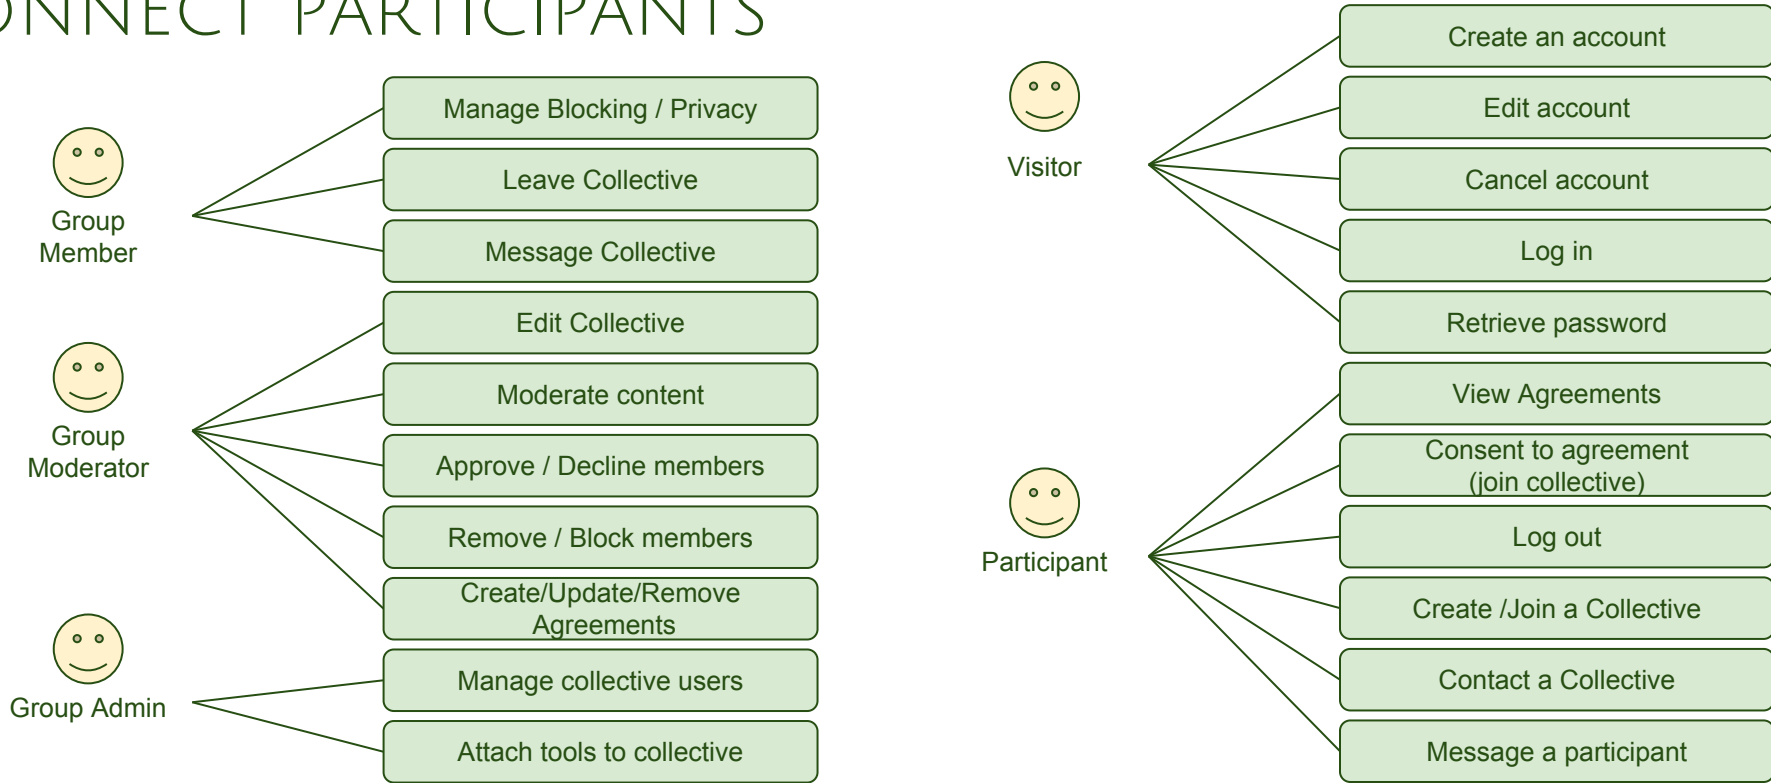 ONNECT PARTICIPANTS
Group
Member
Manage Blocking / Privacy
Leave Collective
Message Collective
Group
Moderator
Edit Collective
Moderate content
Approve / Decline members
Remove / Block members
Create/Update/Remove
Agreements
Group Admin
Manage collective users
Attach tools to collective
Visitor
Create an account
Edit account
Cancel account
Log in
Retrieve password
Participant
View Agreements
Consent to agreement
(join collective)
Log out
Create /Join a Collective
Contact a Collective
Message a participant